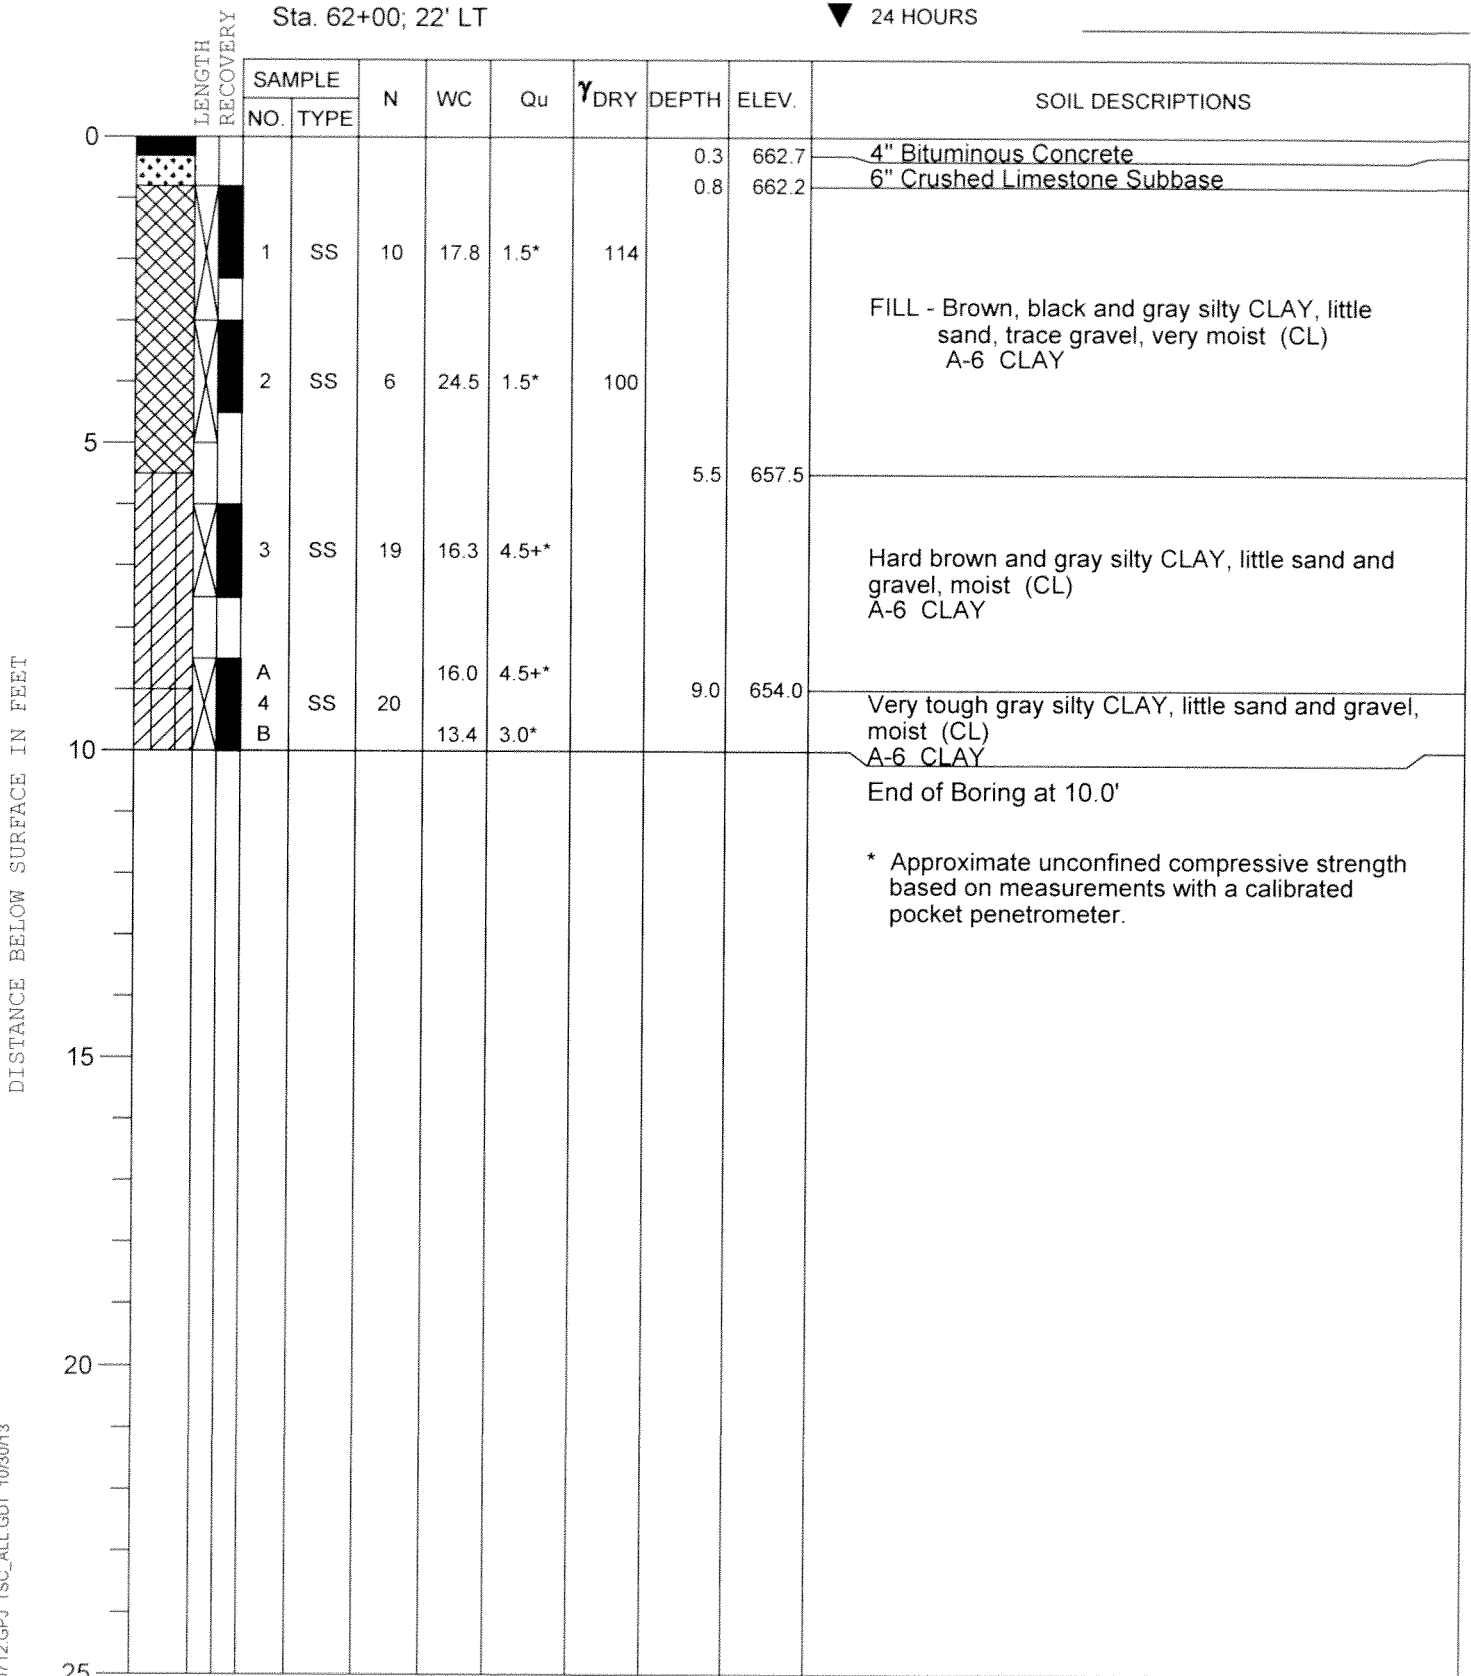 Sta. 62+00; 22' LT
▼ 24 HOURS
LENGTH
RECOVERY
SAMPLE
NO. TYPE N WC Qu γDRY DEPTH ELEV. SOIL DESCRIPTIONS
0
0.3 662.7 4" Bituminous Concrete
0.8 662.2 6" Crushed Limestone Subbase
1 SS 10 17.8 1.5* 114
FILL - Brown, black and gray silty CLAY, little
sand, trace gravel, very moist (CL)
A-6 CLAY
2 SS 6 24.5 1.5* 100
5
5.5 657.5
3 SS 19 16.3 4.5+*
Hard brown and gray silty CLAY, little sand and
gravel, moist (CL)
A-6 CLAY
A 16.0 4.5+*
9.0 654.0
4 SS 20
B 13.4 3.0*
Very tough gray silty CLAY, little sand and gravel,
moist (CL)
A-6 CLAY
10
End of Boring at 10.0'
* Approximate unconfined compressive strength
based on measurements with a calibrated
pocket penetrometer.
15
20
25
DISTANCE BELOW SURFACE IN FEET
TSC_ALL.GDT 10/30/13